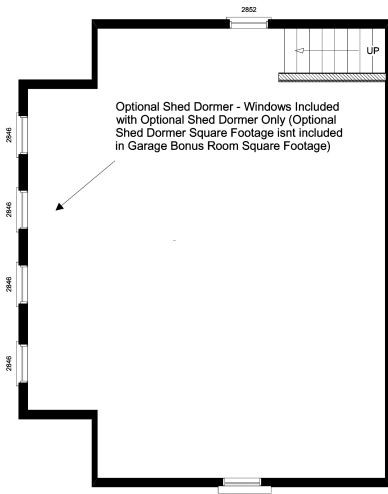 2852
UP
Optional Shed Dormer - Windows Included
with Optional Shed Dormer Only (Optional
Shed Dormer Square Footage isnt included
in Garage Bonus Room Square Footage)
2846
2846
2846
2846